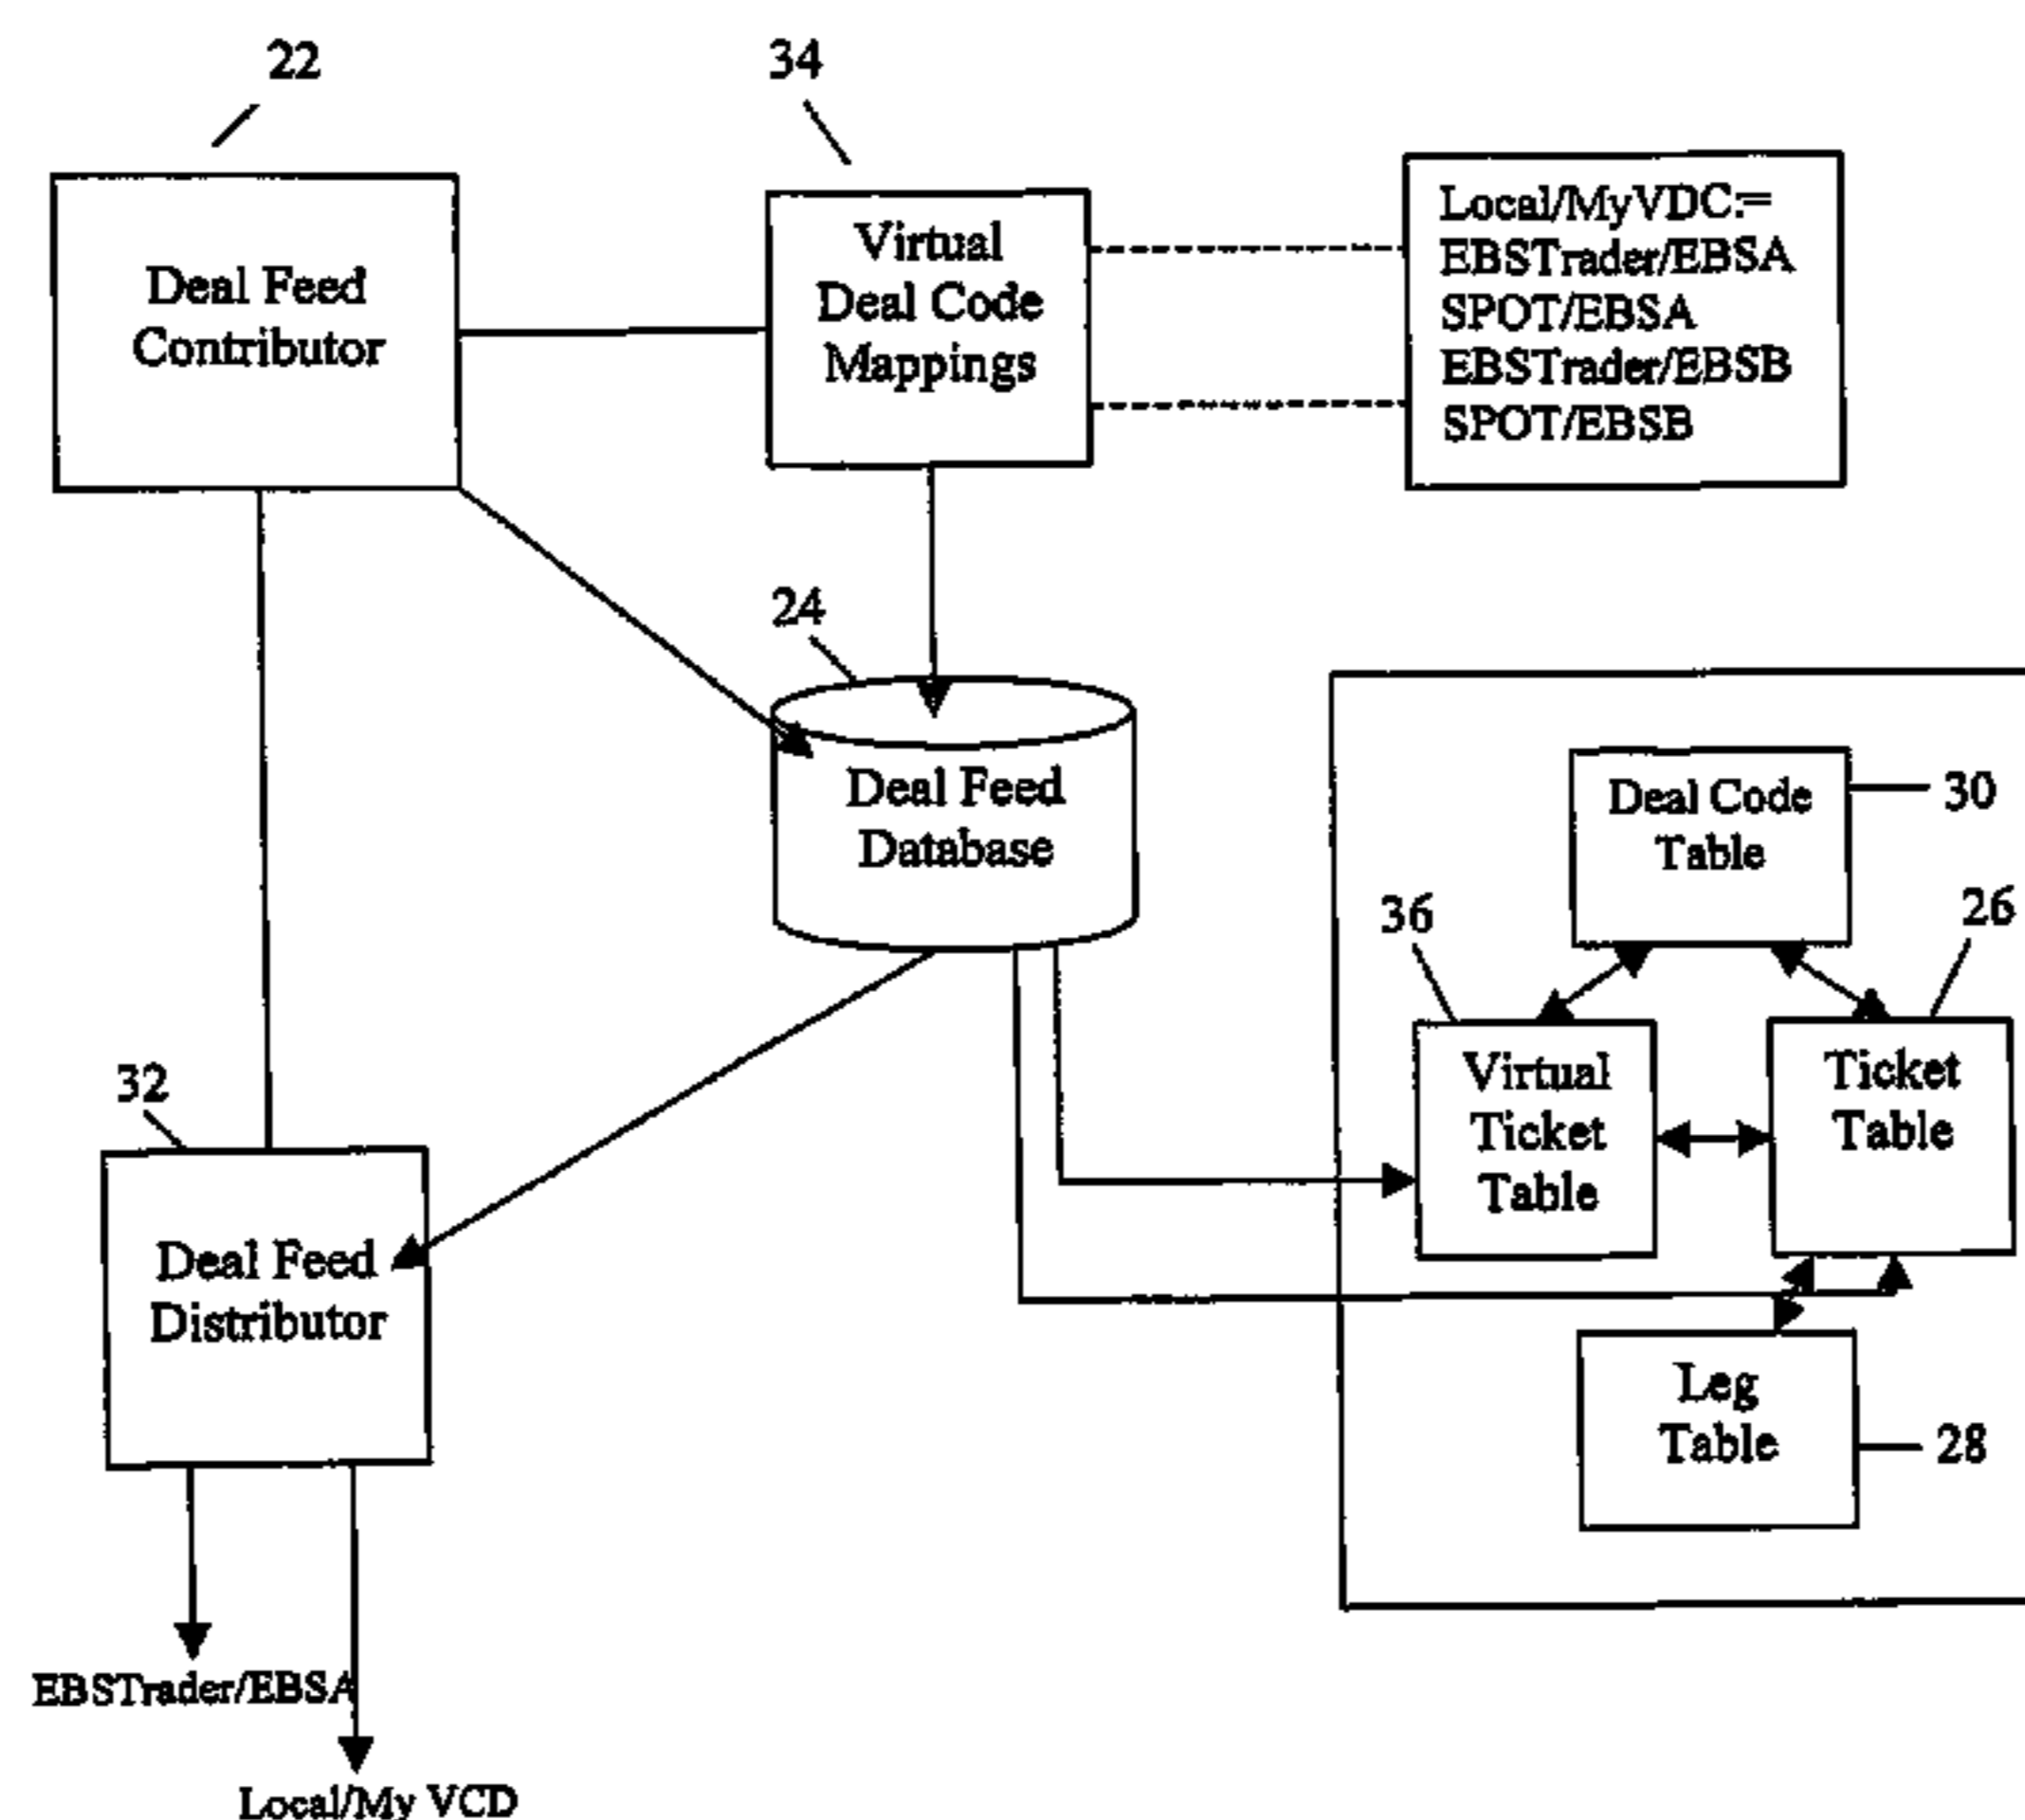 22
34
Deal Feed
Contributor
Virtual
Deal Code
Mappings
Local/MyVDC:=
EBSTrader/EBSA
SPOT/EBSA
EBSTrader/EBSB
SPOT/EBSB
24
Deal Feed
Database
Deal Code
Table
30
36
26
Virtual
Ticket
Table
Ticket
Table
32
Deal Feed
Distributor
Leg
Table
28
EBSTrader/EBSA
Local/My VCD